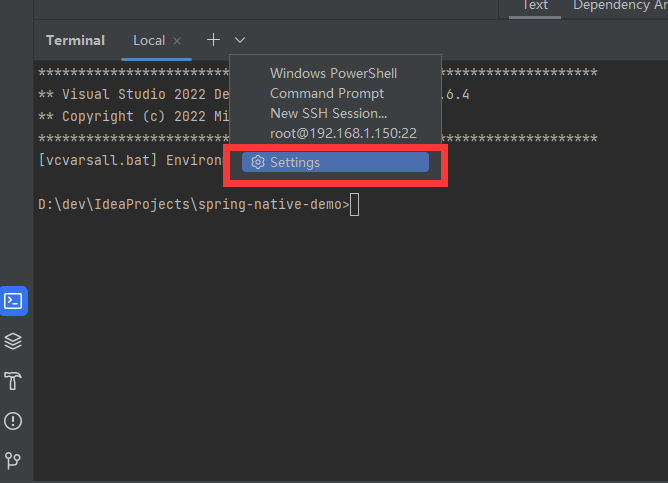 Text Dependency An
Terminal Local
Windows PowerShell
Command Prompt
New SSH Session...
root@192.168.1.150:22
Settings
**********************************************************************
** Visual Studio 2022 De .6.4
** Copyright (c) 2022 Mi
**********************************************************************
[vcvarsall.bat] Environ
D:\dev\IdeaProjects\spring-native-demo>